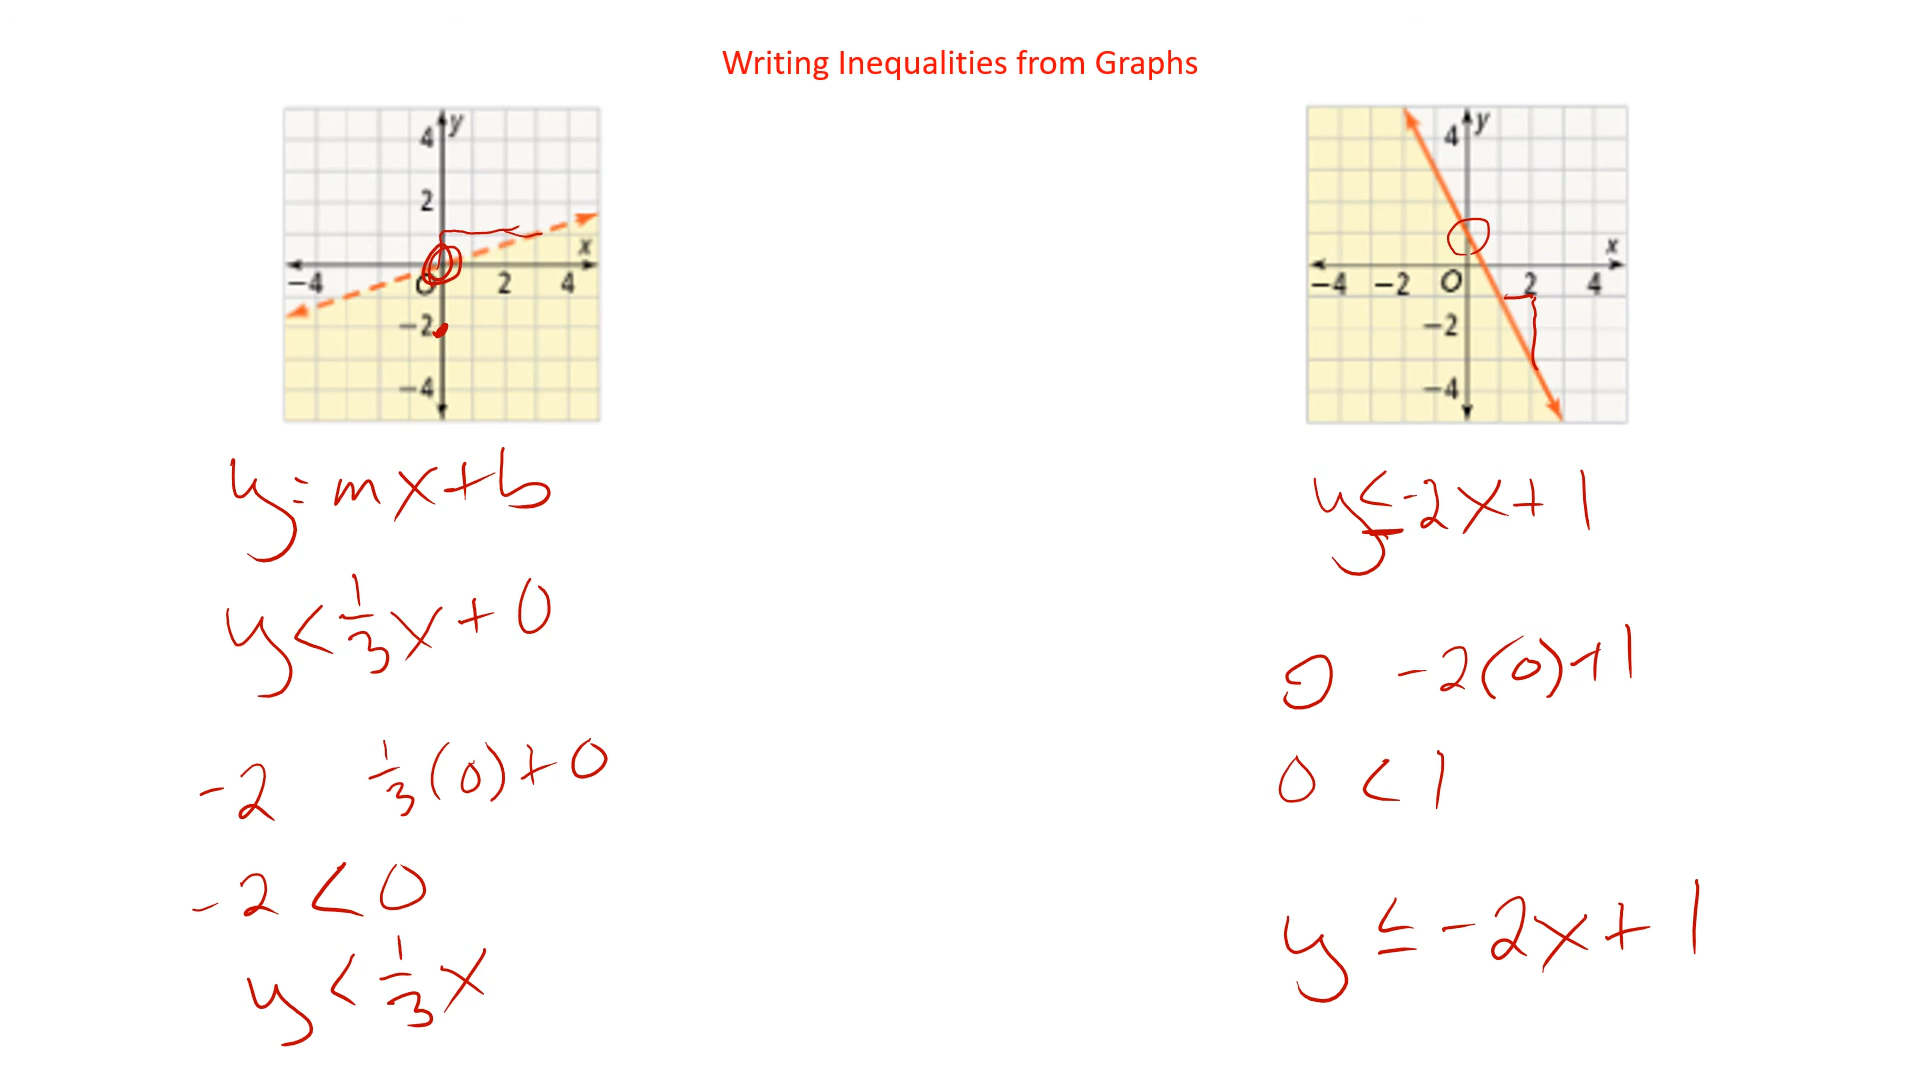 Writing Inequalities from Graphs
y
4
2
x
-4 O 2 4
-2
-4
y = mx + b
y < 1/3 x + 0
-2 1/3 (0) + 0
-2 < 0
y < 1/3 x
y
4
x
-4 -2 O 2 4
-2
-4
y ≤ -2x + 1
0 -2(0) + 1
0 < 1
y ≤ -2x + 1